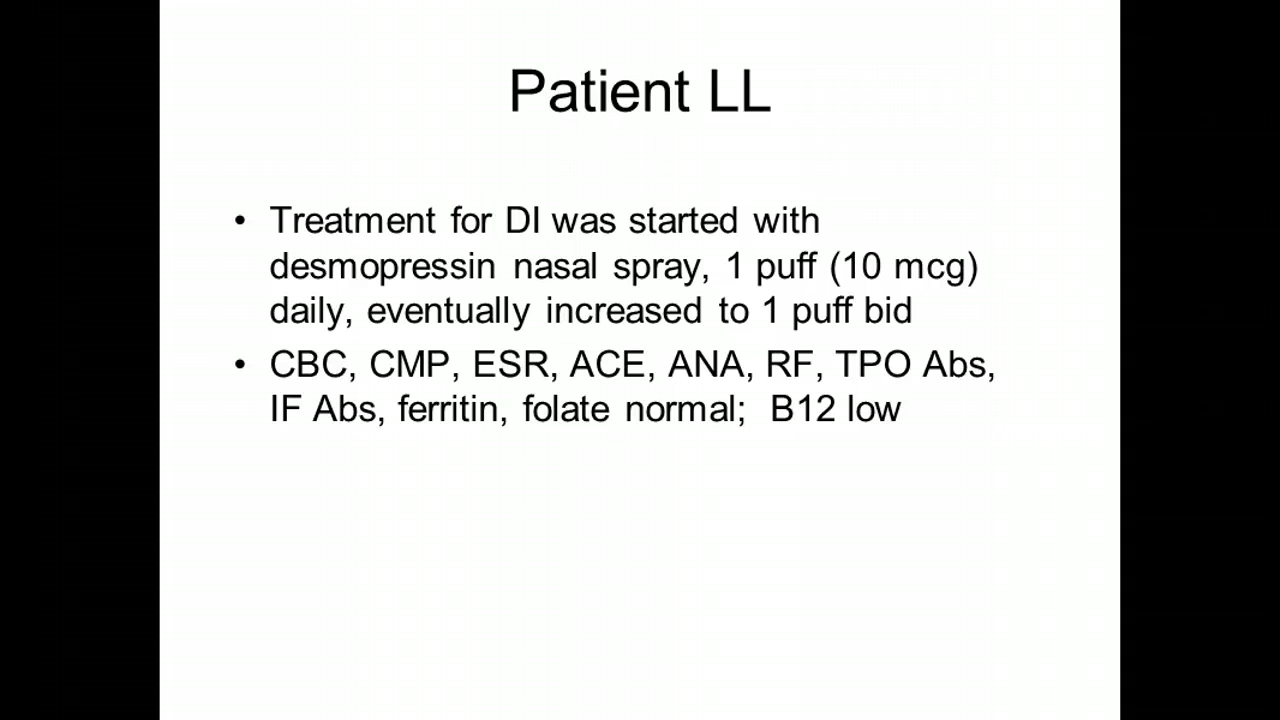 Patient LL
• Treatment for DI was started with
desmopressin nasal spray, 1 puff (10 mcg)
daily, eventually increased to 1 puff bid
• CBC, CMP, ESR, ACE, ANA, RF, TPO Abs,
IF Abs, ferritin, folate normal;  B12 low